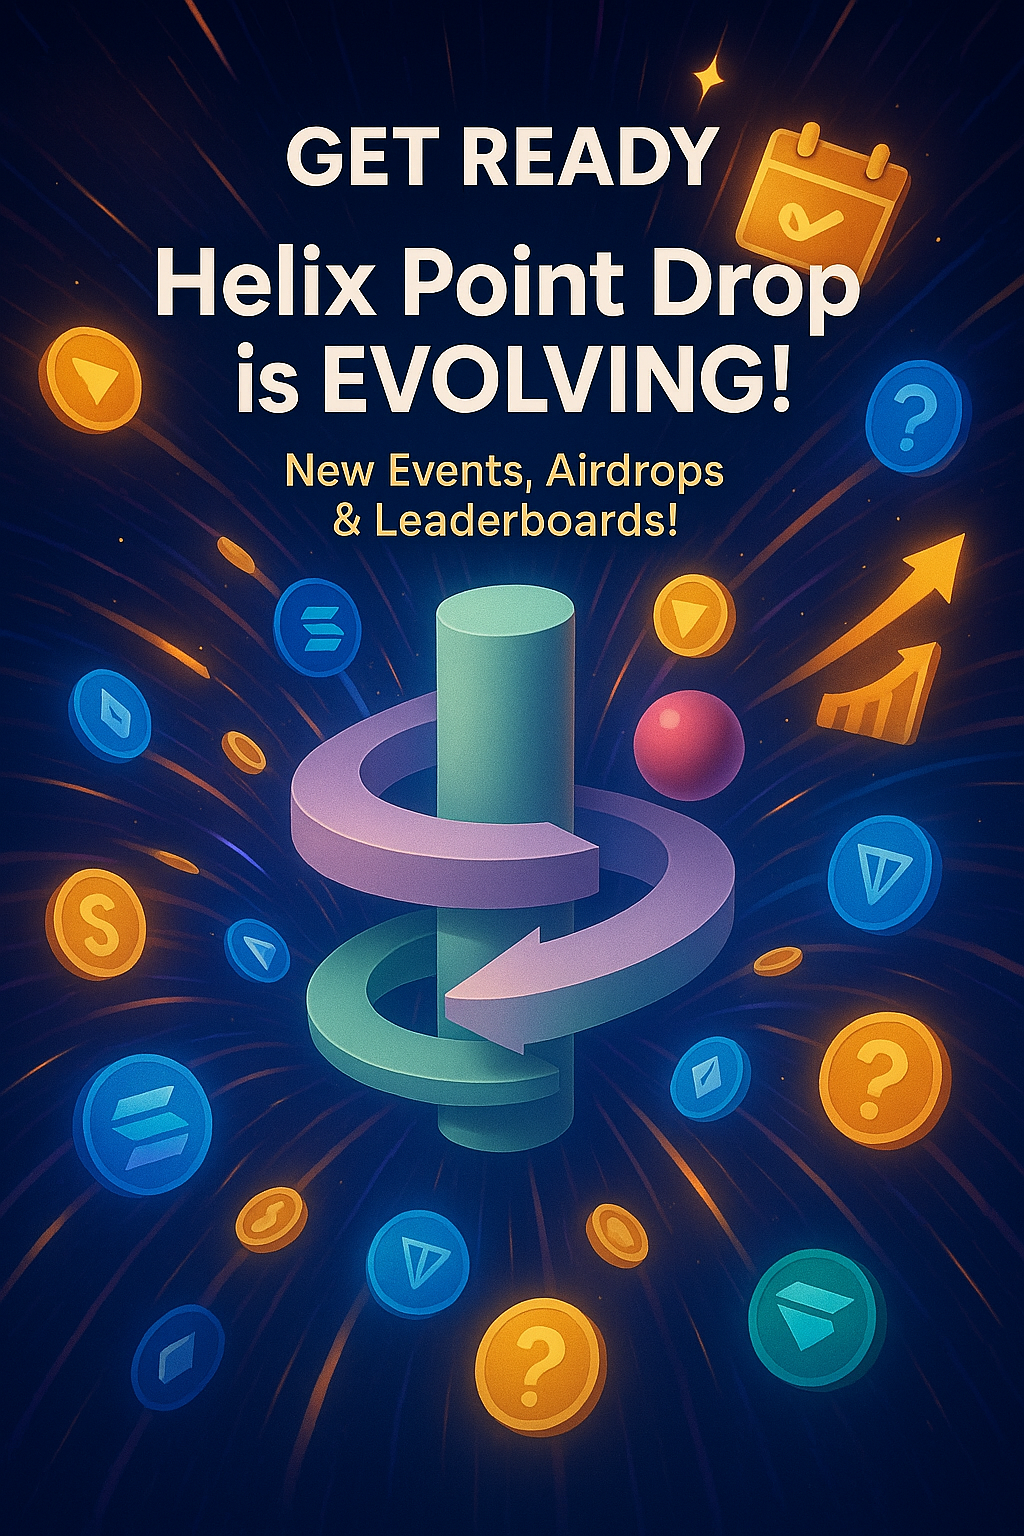 GET READY
Helix Point Drop
is EVOLVING!
New Events, Airdrops
& Leaderboards!
?
S
?
?